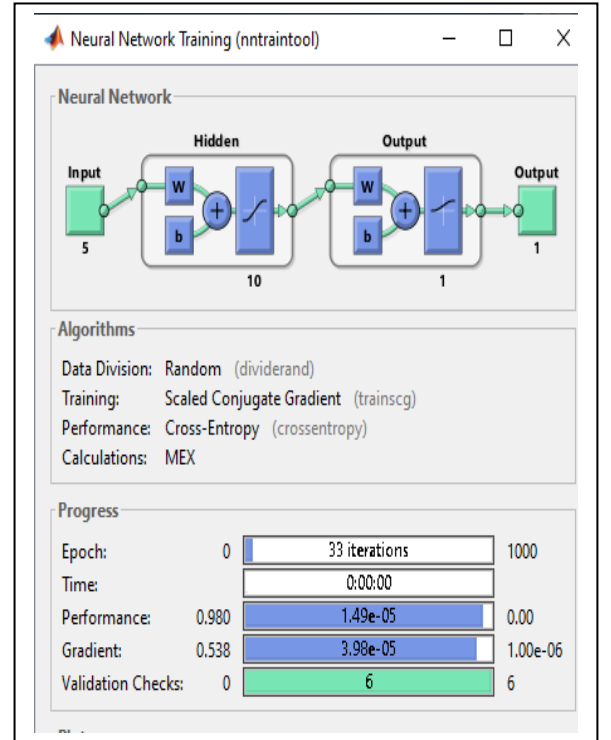 Neural Network Training (nntraintool)
Neural Network
Hidden Output
Input Output
W W
+ +
b b
5 10 1 1
Algorithms
Data Division: Random (dividerand)
Training: Scaled Conjugate Gradient (trainscg)
Performance: Cross-Entropy (crossentropy)
Calculations: MEX
Progress
Epoch: 0 33 iterations 1000
Time: 0:00:00
Performance: 0.980 1.49e-05 0.00
Gradient: 0.538 3.98e-05 1.00e-06
Validation Checks: 0 6 6